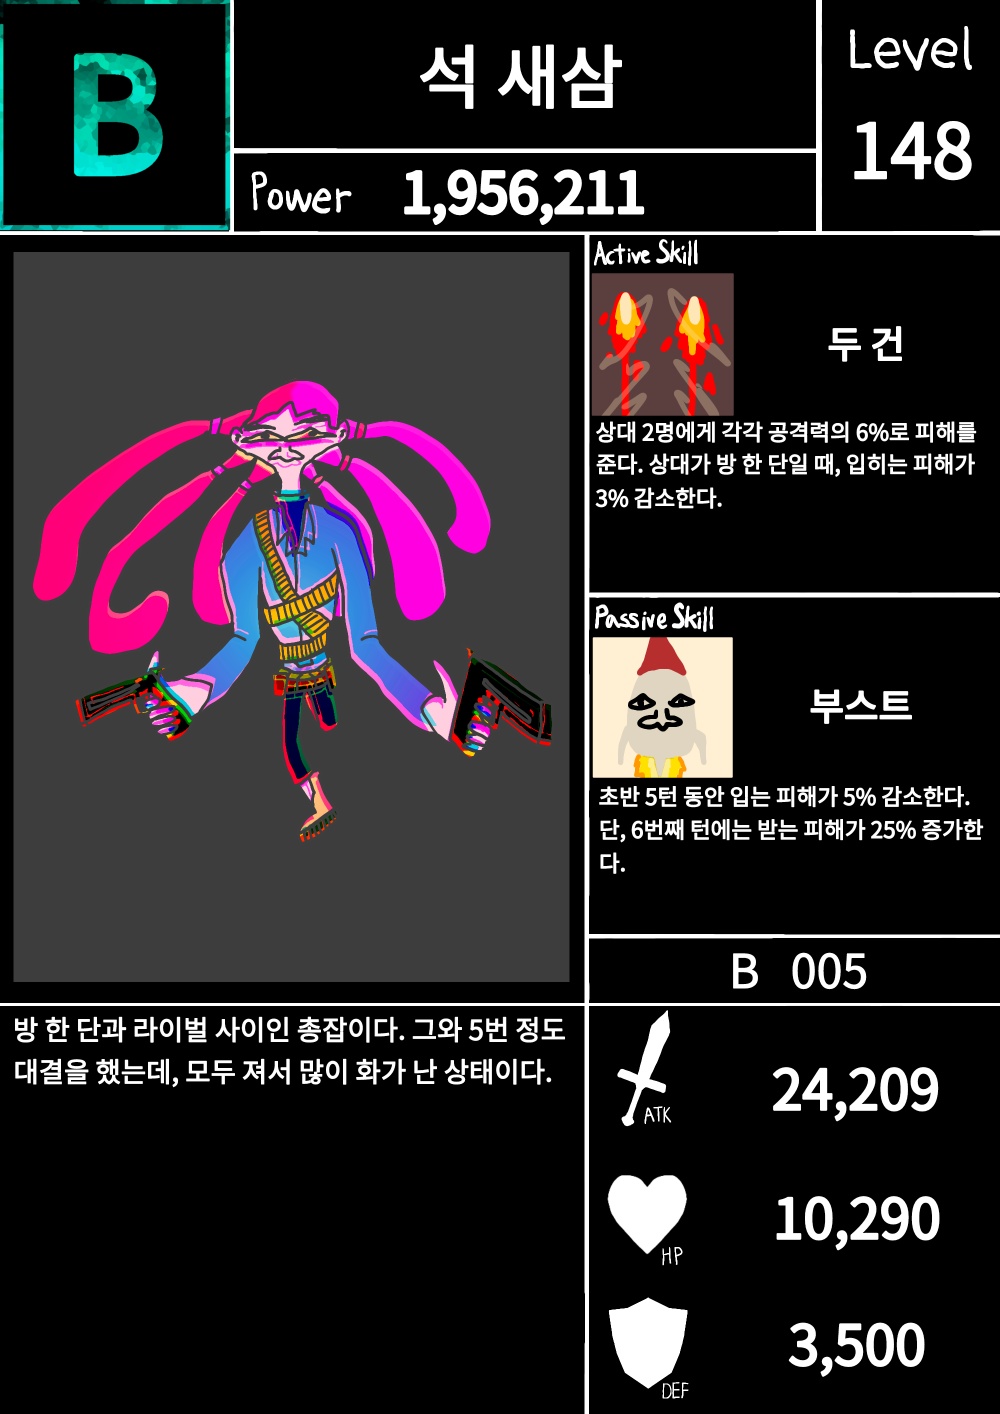 B
석 새삼
Level
148
Power 1,956,211
Active Skill
두 건
상대 2명에게 각각 공격력의 6%로 피해를
준다. 상대가 방 한 단일 때, 입히는 피해가
3% 감소한다.
Passive Skill
부스트
초반 5턴 동안 입는 피해가 5% 감소한다.
단, 6번째 턴에는 받는 피해가 25% 증가한
다.
B 005
방 한 단과 라이벌 사이인 총잡이다. 그와 5번 정도
대결을 했는데, 모두 져서 많이 화가 난 상태이다.
ATK 24,209
HP 10,290
DEF 3,500